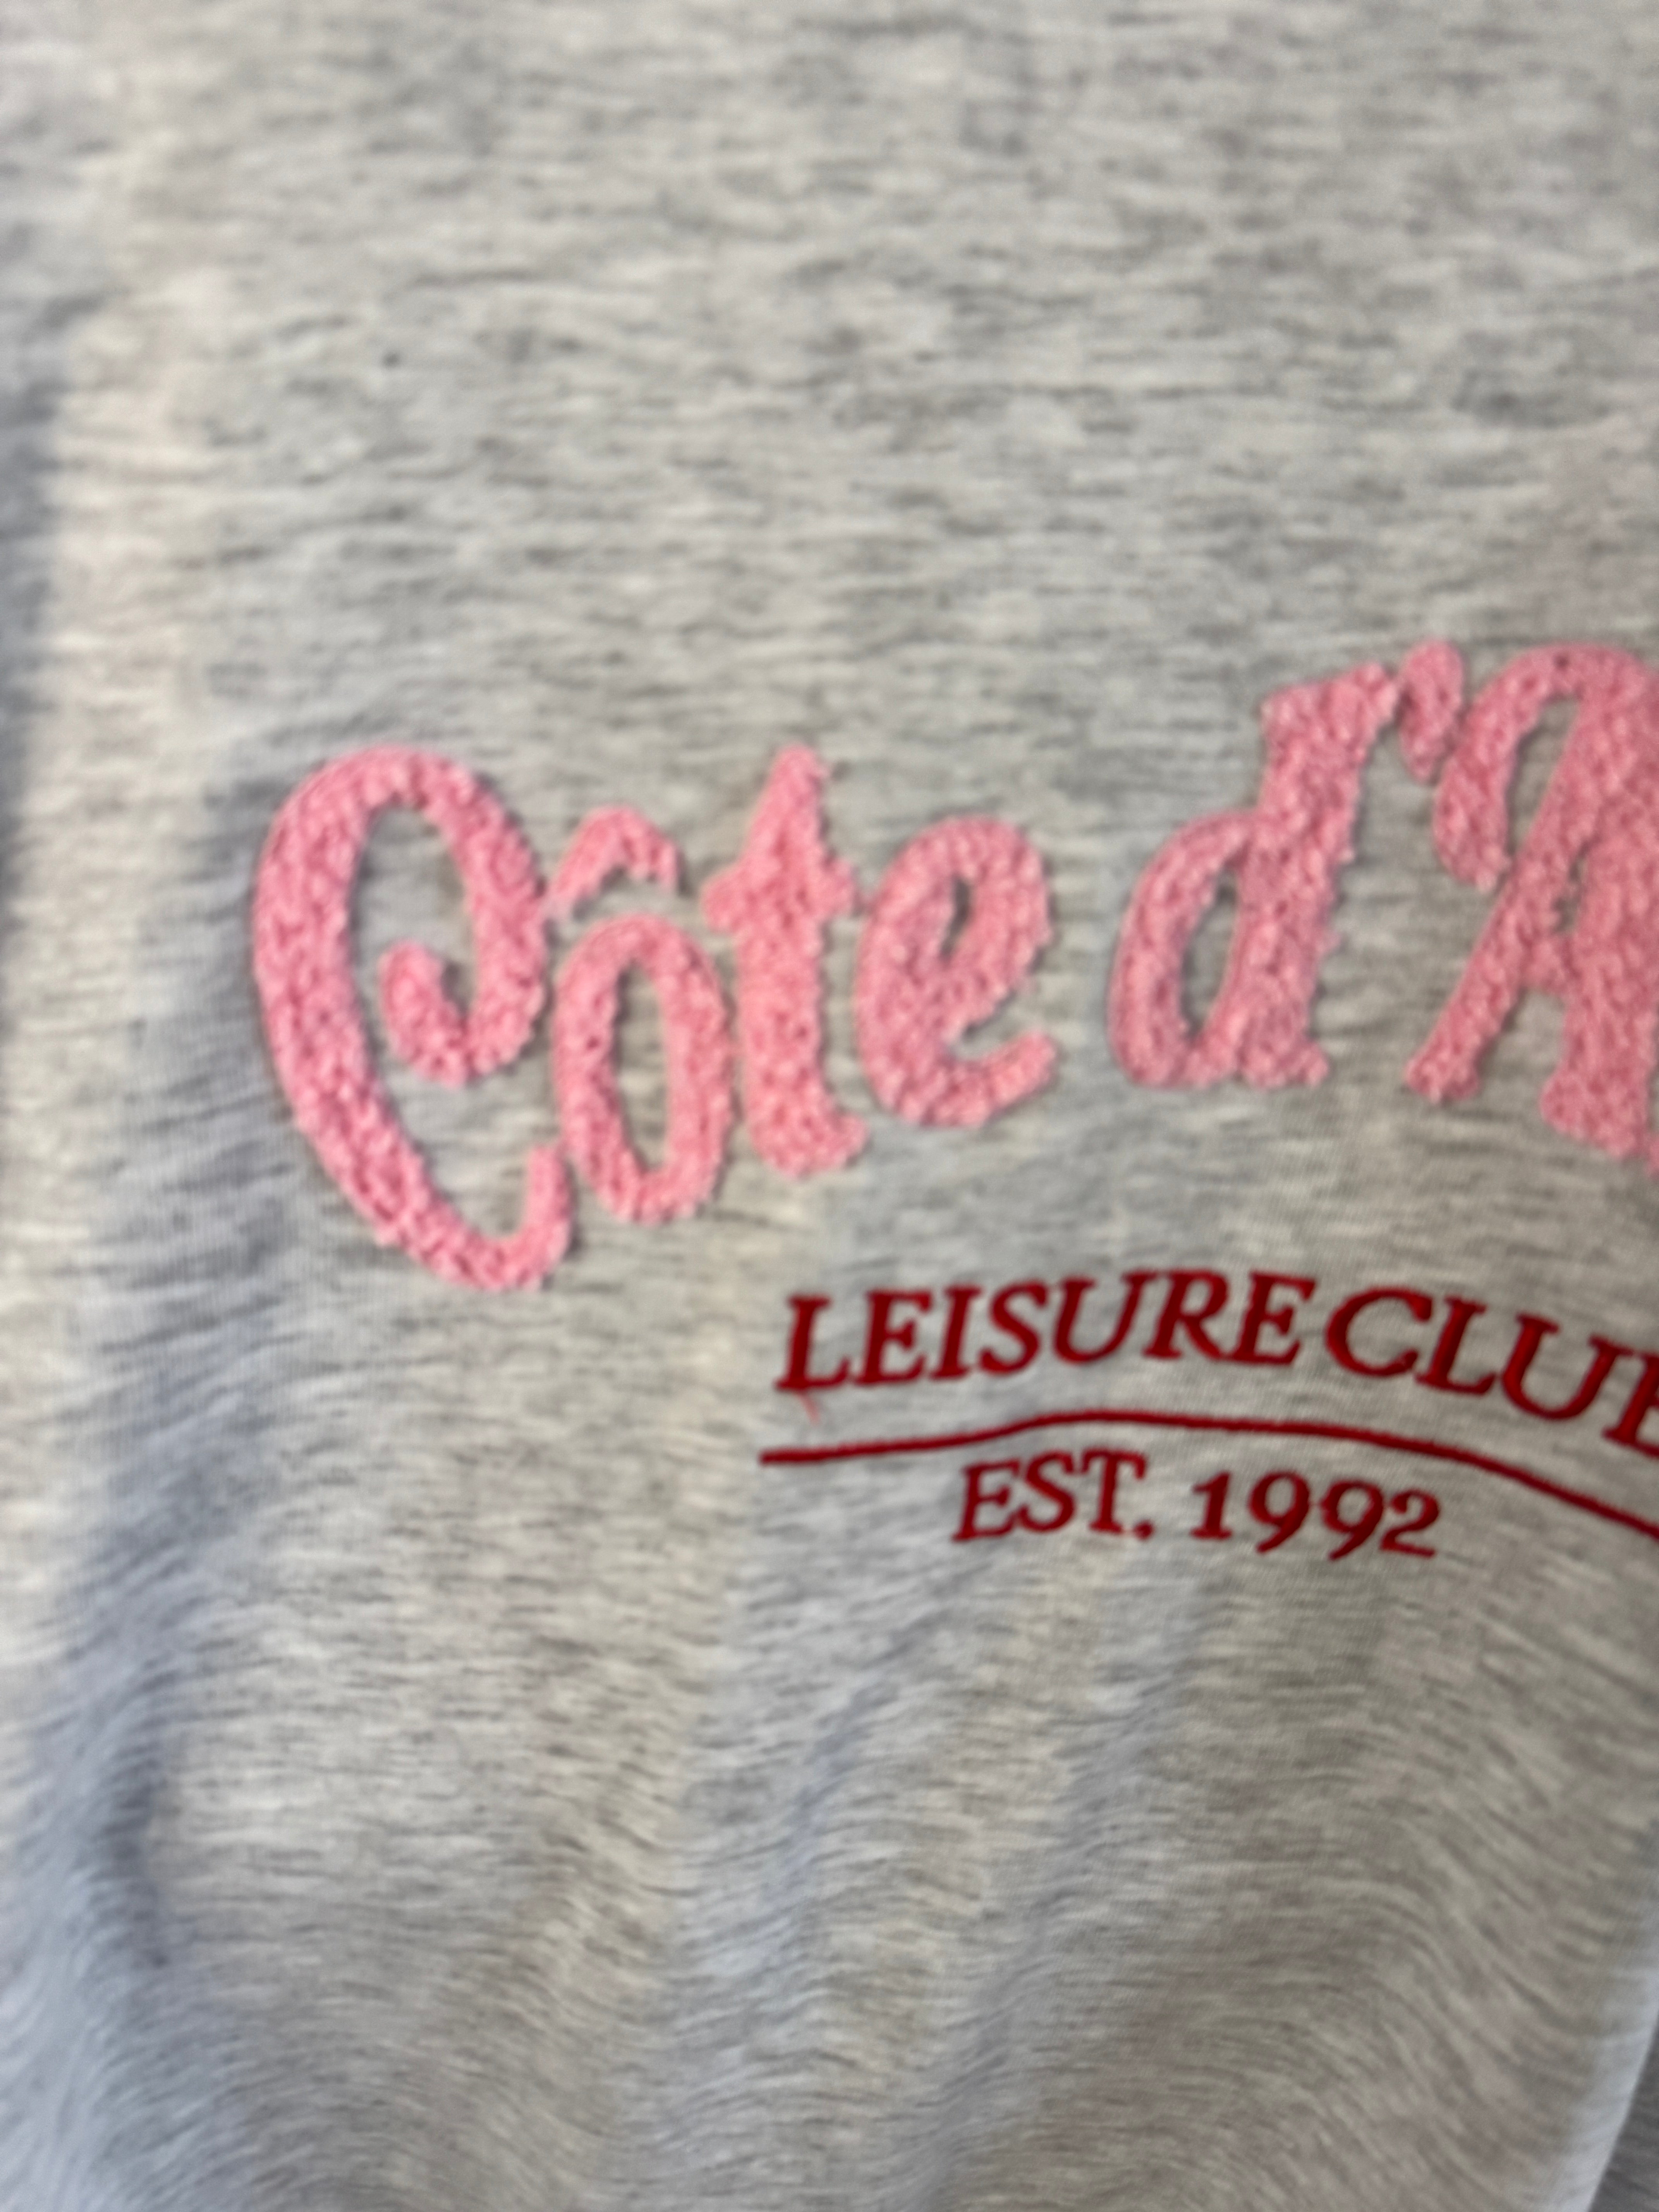 Côte d'A
LEISURE CLUB
EST. 1992